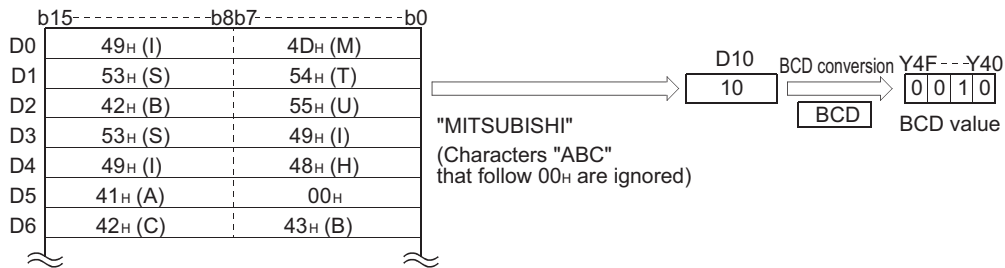 b15 b8b7 b0
D0 49H (I) 4DH (M)
D1 53H (S) 54H (T)
D2 42H (B) 55H (U)
D3 53H (S) 49H (I)
D4 49H (I) 48H (H)
D5 41H (A) 00H
D6 42H (C) 43H (B)
"MITSUBISHI"
(Characters "ABC"
that follow 00H are ignored)
D10
10
BCD conversion
BCD
Y4F Y40
0 0 1 0
BCD value